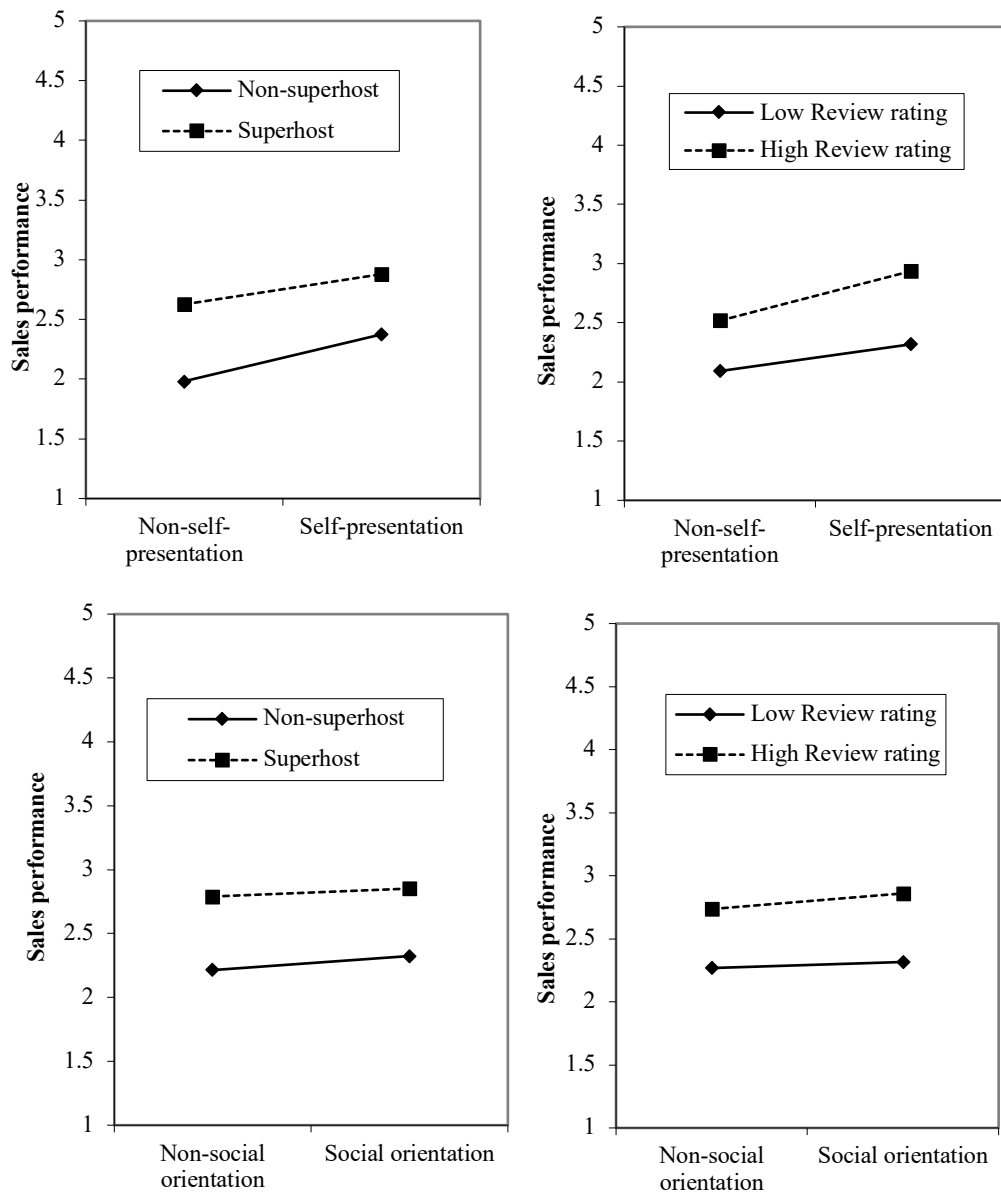 5
4.5
4
3.5
3
2.5
2
1.5
1
Sales performance
Non-superhost
Superhost
Non-self-
presentation
Self-presentation
5
4.5
4
3.5
3
2.5
2
1.5
1
Sales performance
Low Review rating
High Review rating
Non-self-
presentation
Self-presentation
5
4.5
4
3.5
3
2.5
2
1.5
1
Sales performance
Non-superhost
Superhost
Non-social
orientation
Social orientation
5
4.5
4
3.5
3
2.5
2
1.5
1
Sales performance
Low Review rating
High Review rating
Non-social
orientation
Social orientation